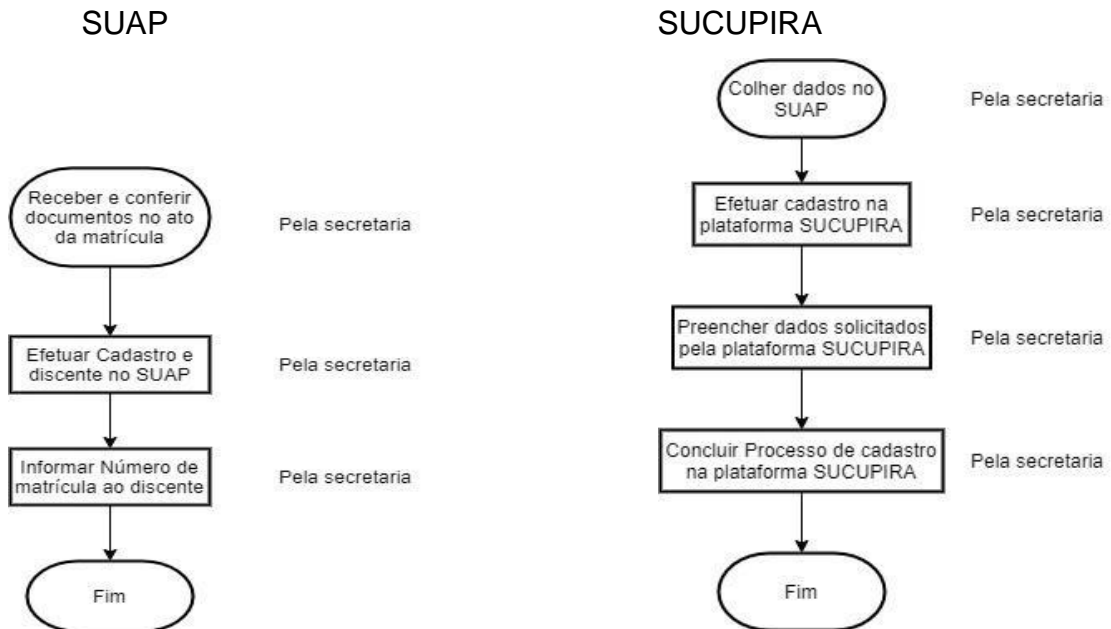 SUAP
Receber e conferir
documentos no ato
da matrícula
Pela secretaria
Efetuar Cadastro e
discente no SUAP
Pela secretaria
Informar Número de
matrícula ao discente
Pela secretaria
Fim
SUCUPIRA
Colher dados no
SUAP
Pela secretaria
Efetuar cadastro na
plataforma SUCUPIRA
Pela secretaria
Preencher dados solicitados
pela plataforma SUCUPIRA
Pela secretaria
Concluir Processo de cadastro
na plataforma SUCUPIRA
Pela secretaria
Fim